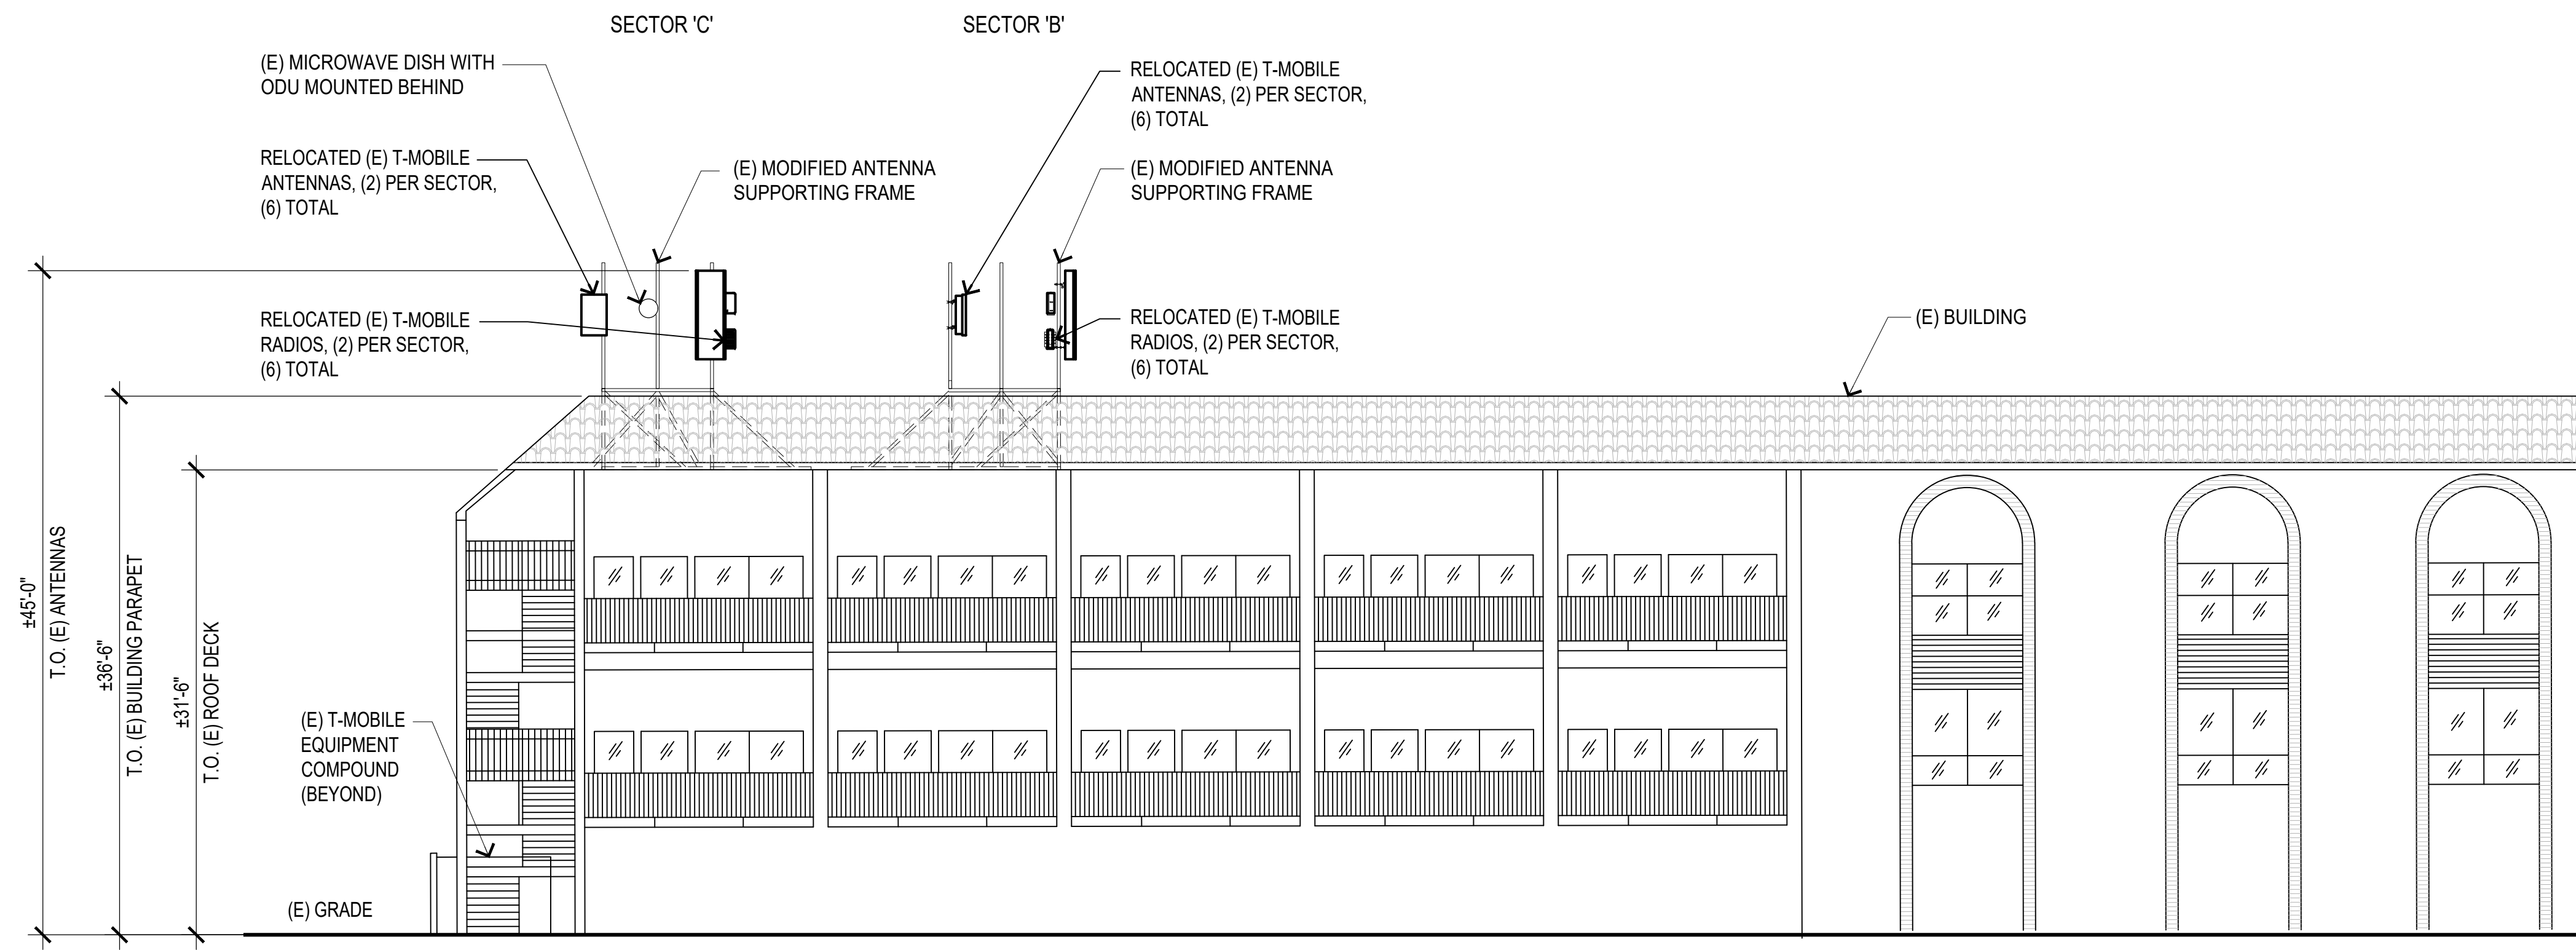 SECTOR 'C'
SECTOR 'B'
(E) MICROWAVE DISH WITH
ODU MOUNTED BEHIND
RELOCATED (E) T-MOBILE
ANTENNAS, (2) PER SECTOR,
(6) TOTAL
RELOCATED (E) T-MOBILE
ANTENNAS, (2) PER SECTOR,
(6) TOTAL
(E) MODIFIED ANTENNA
SUPPORTING FRAME
(E) MODIFIED ANTENNA
SUPPORTING FRAME
RELOCATED (E) T-MOBILE
RADIOS, (2) PER SECTOR,
(6) TOTAL
RELOCATED (E) T-MOBILE
RADIOS, (2) PER SECTOR,
(6) TOTAL
(E) BUILDING
±45'-0"
T.O. (E) ANTENNAS
±36'-6"
T.O. (E) BUILDING PARAPET
±31'-6"
T.O. (E) ROOF DECK
(E) T-MOBILE
EQUIPMENT
COMPOUND
(BEYOND)
(E) GRADE